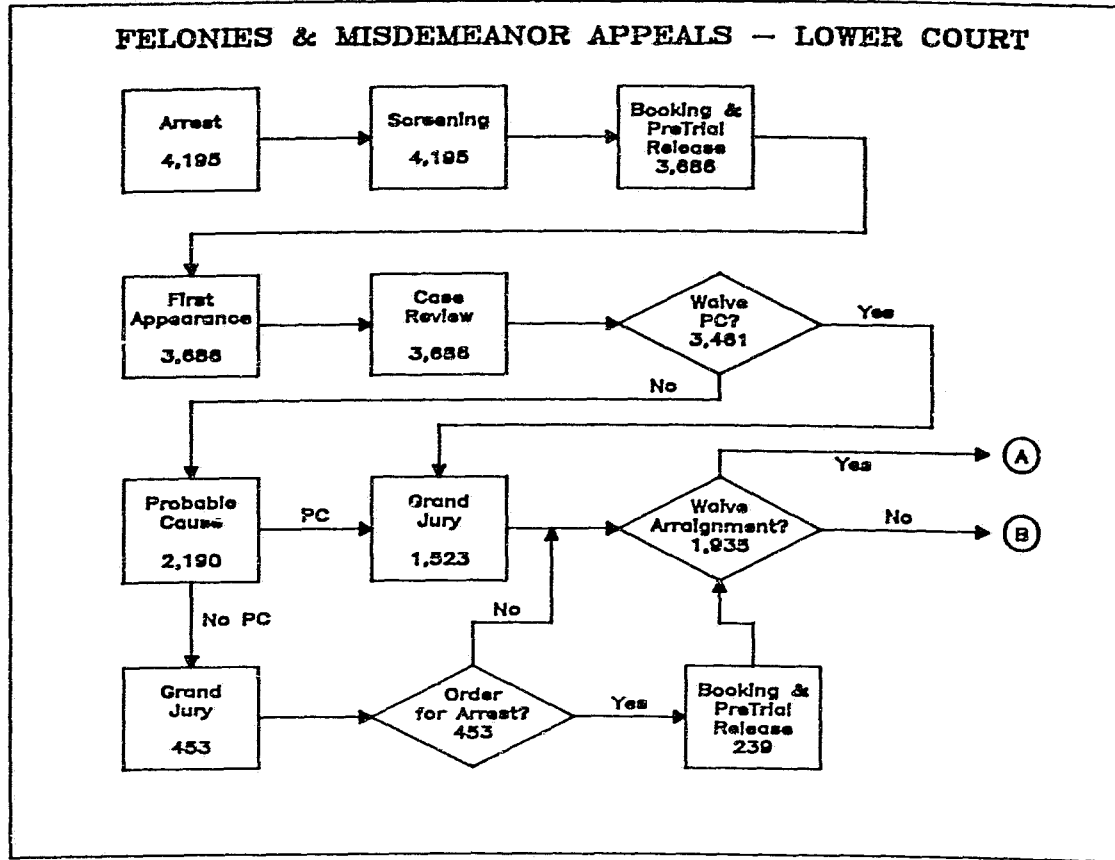 FELONIES & MISDEMEANOR APPEALS — LOWER COURT
Arrest
4,195
Screening
4,195
Booking &
PreTrial
Release
3,686
First
Appearance
3,686
Case
Review
3,686
Waive
PC?
3,461
Yes
No
Probable
Cause
2,190
PC
Grand
Jury
1,523
Waive
Arraignment?
1,935
Yes
A
No
B
No PC
No
Grand
Jury
453
Order
for Arrest?
453
Yes
Booking &
PreTrial
Release
239